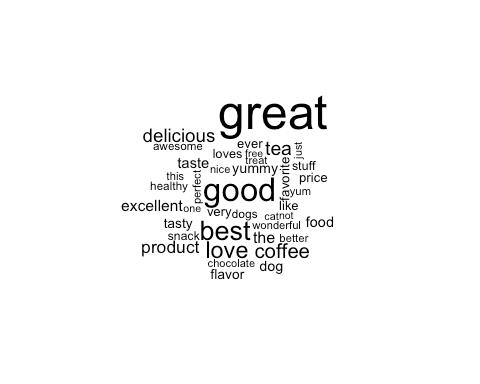 great
delicious
ever
tea
just
awesome
loves
free
taste
nice
yummy
treat
favorite
stuff
this
perfect
price
healthy
good
yum
excellent
one
very
dogs
catnot
like
tasty
wonderful
food
snack
best
the
better
product
love
coffee
chocolate
dog
flavor